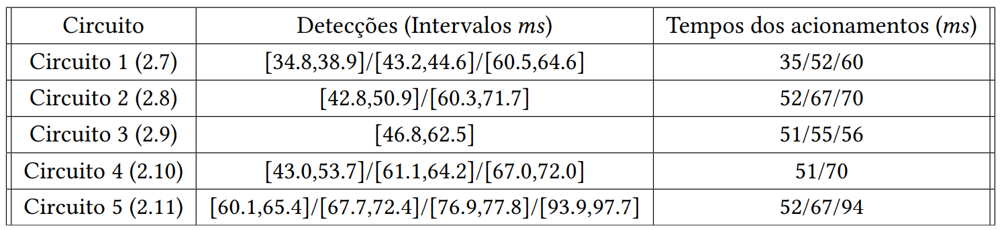 Circuito Detecções (Intervalos ms) Tempos dos acionamentos (ms)
Circuito 1 (2.7) [34.8,38.9]/[43.2,44.6]/[60.5,64.6] 35/52/60
Circuito 2 (2.8) [42.8,50.9]/[60.3,71.7] 52/67/70
Circuito 3 (2.9) [46.8,62.5] 51/55/56
Circuito 4 (2.10) [43.0,53.7]/[61.1,64.2]/[67.0,72.0] 51/70
Circuito 5 (2.11) [60.1,65.4]/[67.7,72.4]/[76.9,77.8]/[93.9,97.7] 52/67/94